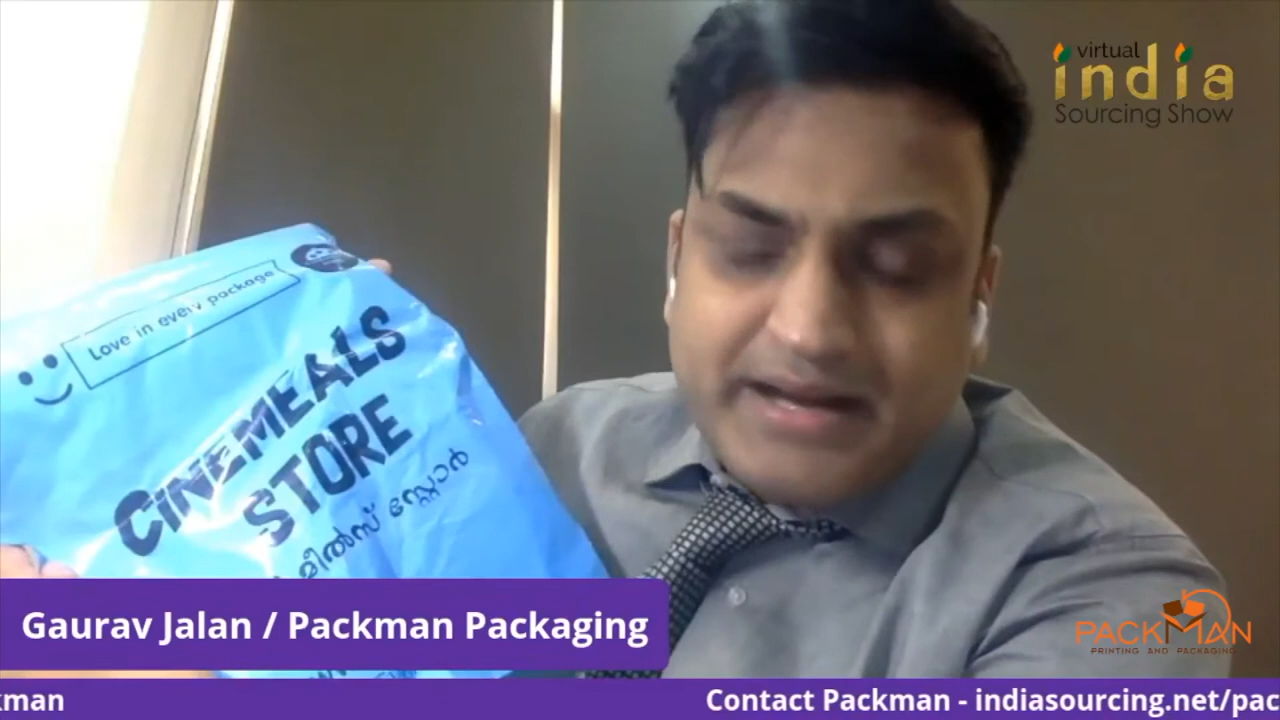 virtual
india
Sourcing Show
Love in every package
CINEMEALS
STORE
മീൽസ് സ്റ്റോർ
Gaurav Jalan / Packman Packaging
PACKMAN
PRINTING AND PACKAGING
kman
Contact Packman - indiasourcing.net/pac